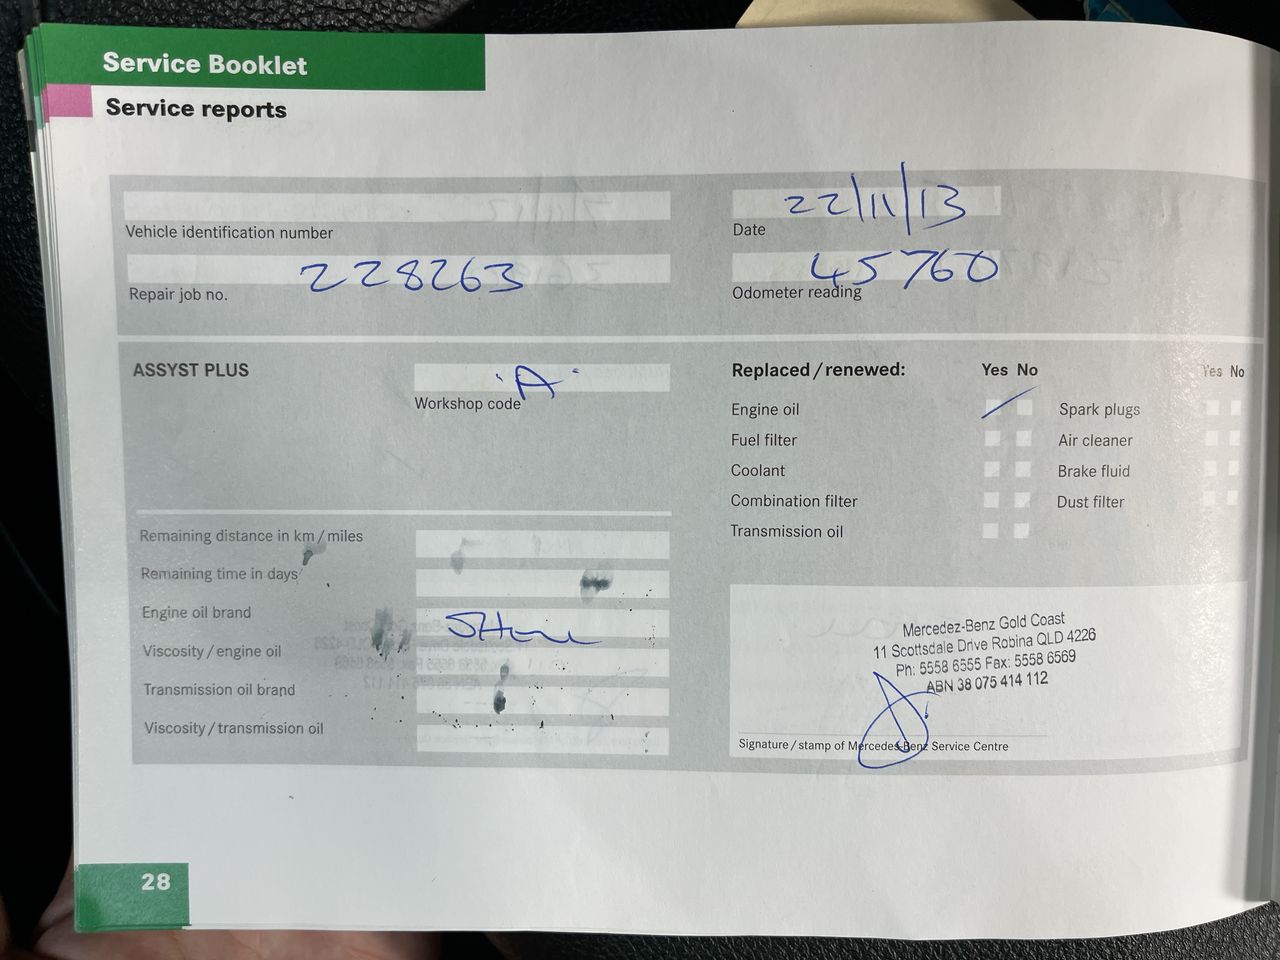 Service Booklet
Service reports
Vehicle identification number
22/11/13
Date
228263
Repair job no.
45760
Odometer reading
ASSYST PLUS
'A'
Workshop code
Replaced / renewed: Yes No Yes No
Engine oil Spark plugs
Fuel filter Air cleaner
Coolant Brake fluid
Combination filter Dust filter
Transmission oil
Remaining distance in km / miles
Remaining time in days
Engine oil brand SHELL
Viscosity / engine oil
Transmission oil brand
Viscosity / transmission oil
Mercedez-Benz Gold Coast
11 Scottsdale Drive Robina QLD 4226
Ph: 5558 6555 Fax: 5558 6569
ABN 38 075 414 112
Signature / stamp of Mercedes-Benz Service Centre
28